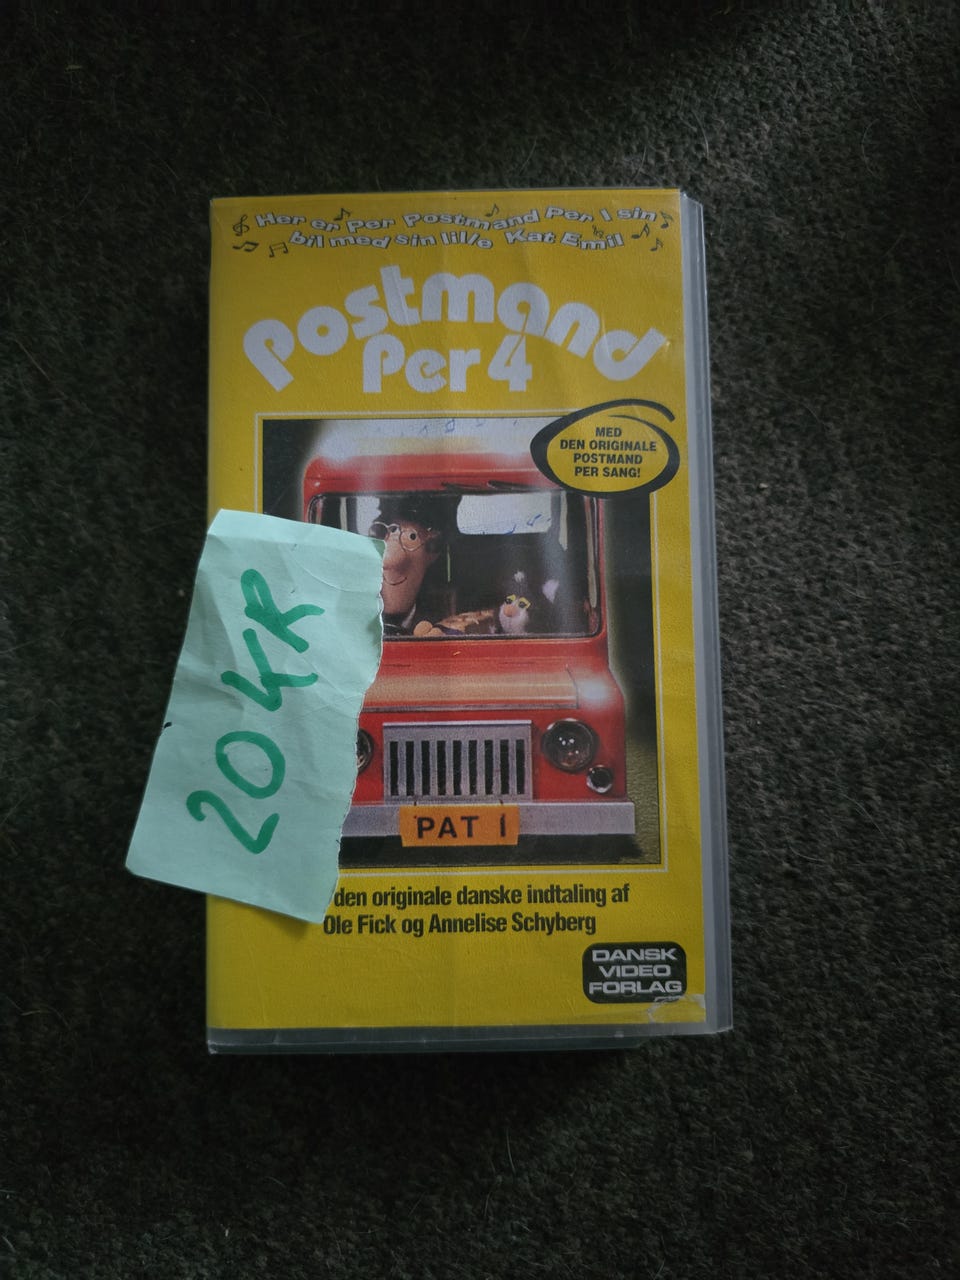 Her er Per Postmand Per I sin
bil med sin lille Kat Emil
Postmand
Per 4
MED
DEN ORIGINALE
POSTMAND
PER SANG!
20 KR
PAT 1
den originale danske indtaling af
Ole Fick og Annelise Schyberg
DANSK
VIDEO
FORLAG